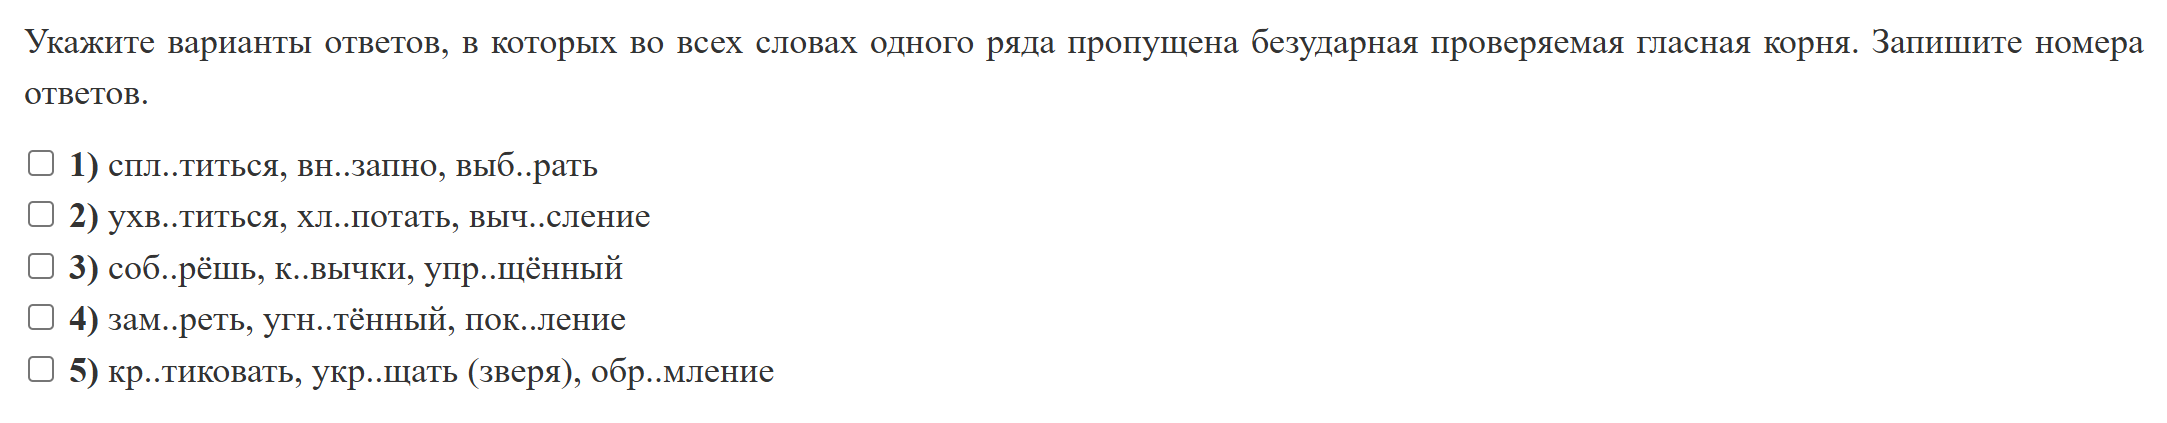 Укажите варианты ответов, в которых во всех словах одного ряда пропущена безударная проверяемая гласная корня. Запишите номера
ответов.
1) спл..титься, вн..запно, выб..рать
2) ухв..титься, хл..потать, выч..сление
3) соб..рёшь, к..вычки, упр..щённый
4) зам..реть, угн..тённый, пок..ление
5) кр..тиковать, укр..щать (зверя), обр..мление